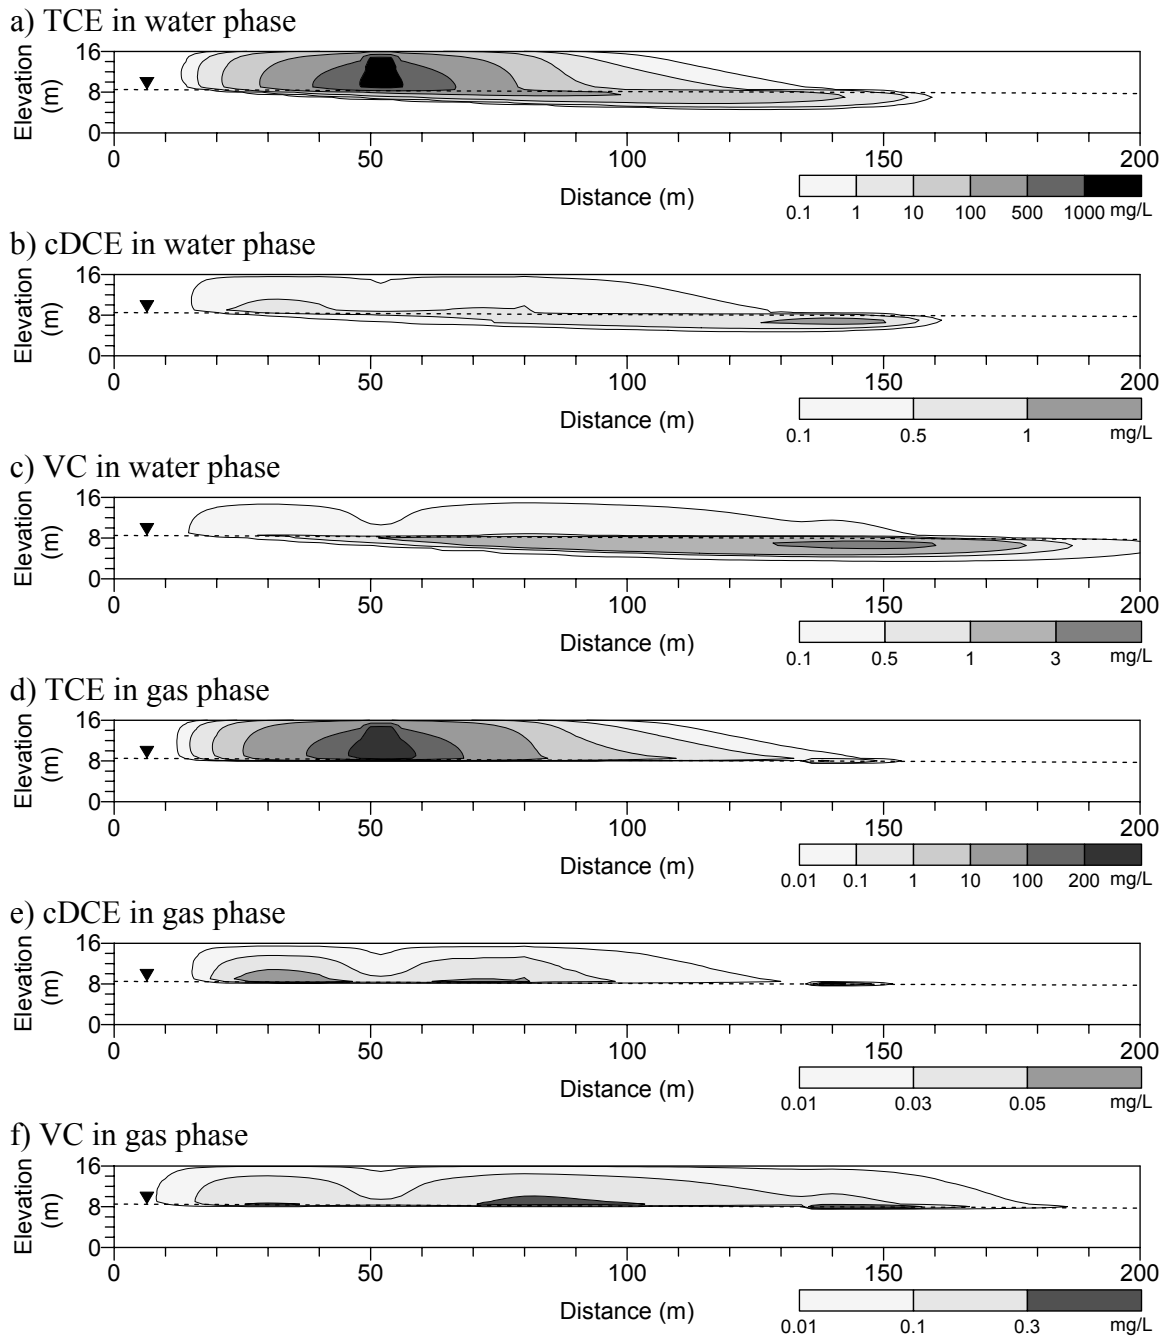 a) TCE in water phase
Elevation
(m)
16
8
0
0 50 100 150 200
Distance (m)
0.1 1 10 100 500 1000 mg/L
b) cDCE in water phase
Elevation
(m)
16
8
0
0 50 100 150 200
Distance (m)
0.1 0.5 1 mg/L
c) VC in water phase
Elevation
(m)
16
8
0
0 50 100 150 200
Distance (m)
0.1 0.5 1 3 mg/L
d) TCE in gas phase
Elevation
(m)
16
8
0
0 50 100 150 200
Distance (m)
0.01 0.1 1 10 100 200 mg/L
e) cDCE in gas phase
Elevation
(m)
16
8
0
0 50 100 150 200
Distance (m)
0.01 0.03 0.05 mg/L
f) VC in gas phase
Elevation
(m)
16
8
0
0 50 100 150 200
Distance (m)
0.01 0.1 0.3 mg/L